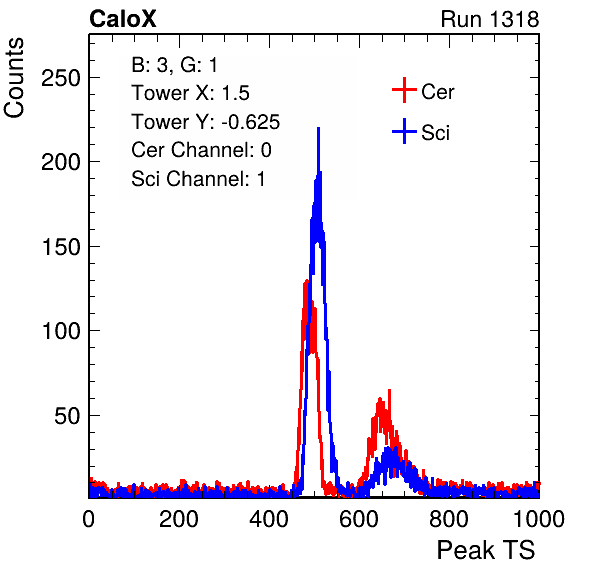 CaloX Run 1318
Counts
B: 3, G: 1
Tower X: 1.5
Tower Y: -0.625
Cer Channel: 0
Sci Channel: 1
Cer
Sci
250
200
150
100
50
0 200 400 600 800 1000
Peak TS